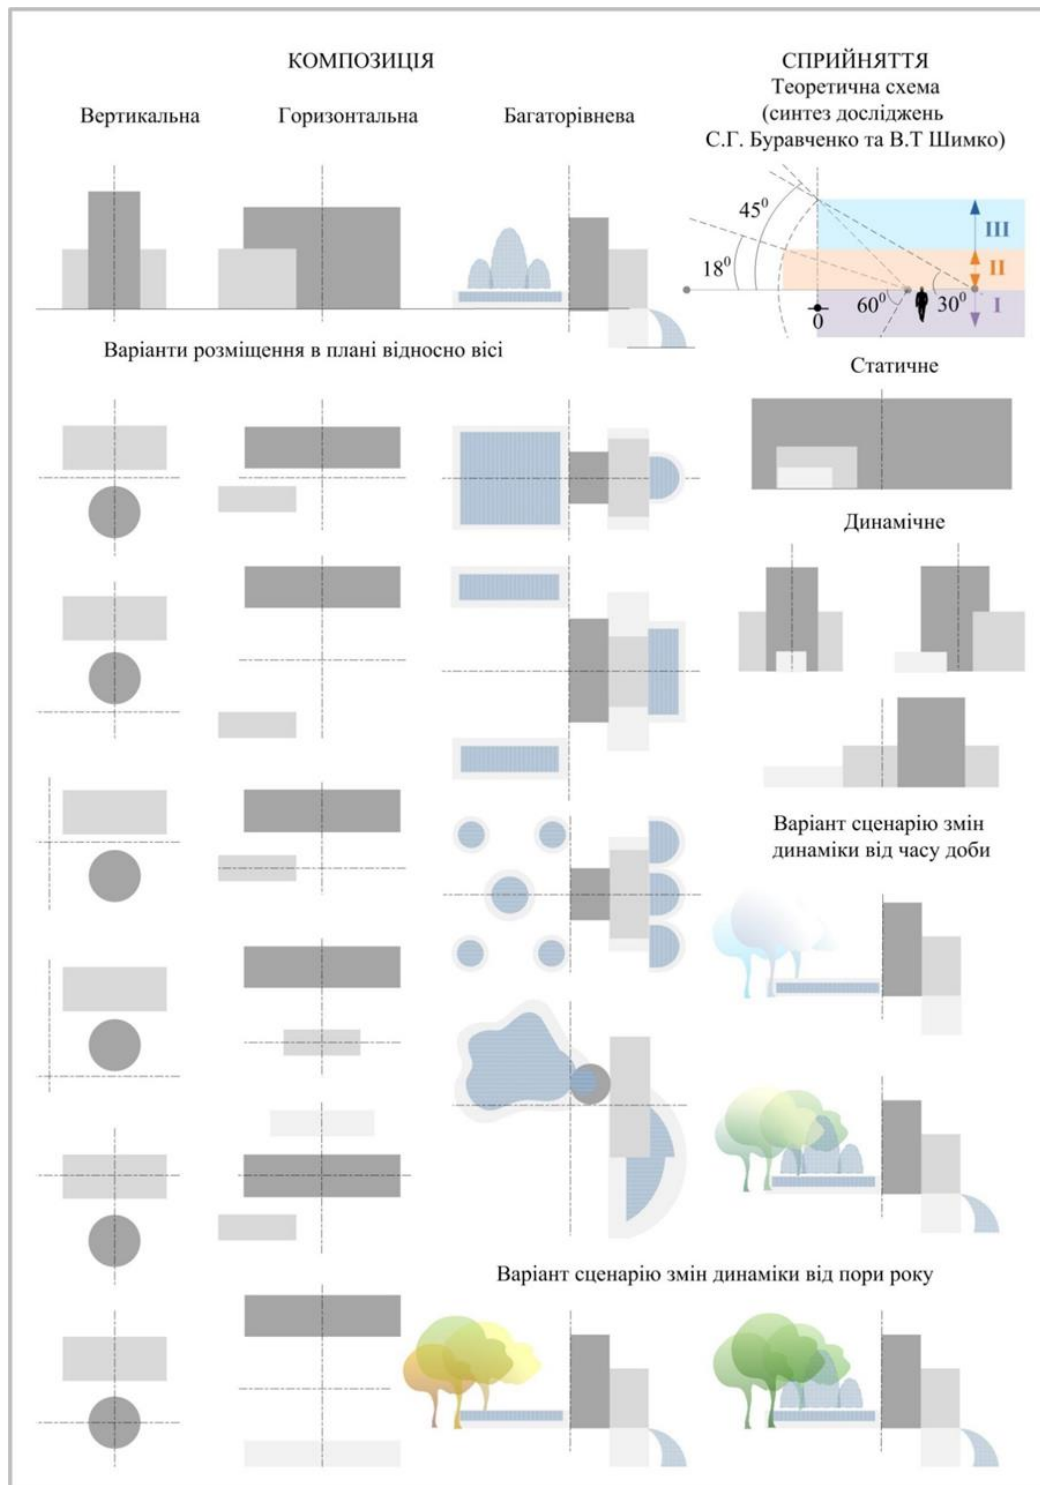 КОМПОЗИЦІЯ
Вертикальна
Горизонтальна
Багаторівнева
СПРИЙНЯТТЯ
Теоретична схема
(синтез досліджень
С.Г. Буравченко та В.Т Шимко)
45⁰
18⁰
60⁰
30⁰
0
III
II
I
Варіанти розміщення в плані відносно вісі
Статичне
Динамічне
Варіант сценарію змін
динаміки від часу доби
Варіант сценарію змін динаміки від пори року